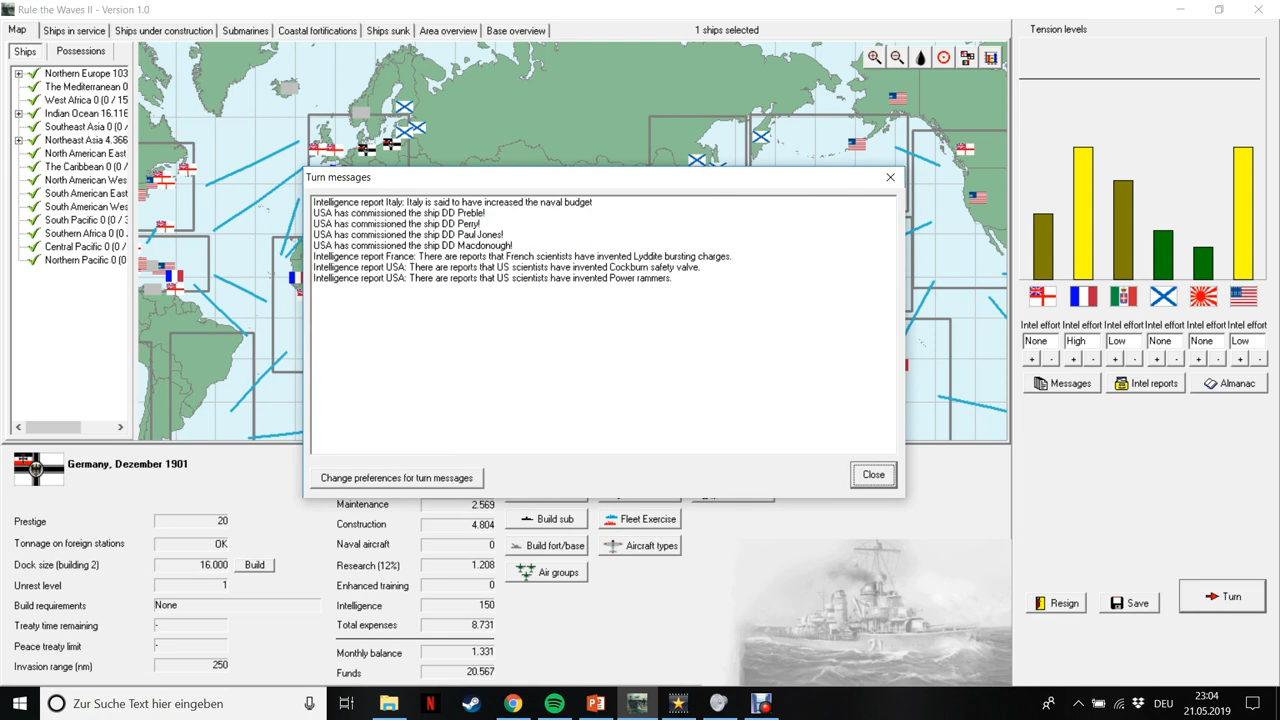 Rule the Waves II - Version 1.0
Map
Ships in service
Ships under construction
Submarines
Coastal fortifications
Ships sunk
Area overview
Base overview
1 ships selected
Tension levels
Ships
Possessions
Northern Europe 103
The Mediterranean 0
West Africa 0 (0 / 15
Indian Ocean 16.116
Southeast Asia 0 (0
Northeast Asia 4.366
North American East
The Caribbean 0 (0 /
North American Wes
South American East
South American Wes
South Pacific 0 (0 / 3
Southern Africa 0 (0
Central Pacific 0 (0 /
Northern Pacific 0 (0
Turn messages
Intelligence report Italy: Italy is said to have increased the naval budget
USA has commissioned the ship DD Preble!
USA has commissioned the ship DD Perry!
USA has commissioned the ship DD Paul Jones!
USA has commissioned the ship DD Macdonough!
Intelligence report France: There are reports that French scientists have invented Lyddite bursting charges.
Intelligence report USA: There are reports that US scientists have invented Cockburn safety valve.
Intelligence report USA: There are reports that US scientists have invented Power rammers.
Change preferences for turn messages
Close
Intel effort Intel effort Intel effort Intel effort Intel effort Intel effort
None High Low None None Low
+ - + - + - + - + - + -
Messages
Intel reports
Almanac
Germany, Dezember 1901
Prestige 20
Tonnage on foreign stations OK
Dock size (building 2) 16.000 Build
Unrest level 1
Build requirements None
Treaty time remaining -
Peace treaty limit -
Invasion range (nm) 250
Maintenance 2.569
Construction 4.804
Naval aircraft 0
Research (12%) 1.208
Enhanced training 0
Intelligence 150
Total expenses 8.731
Monthly balance 1.331
Funds 20.567
Build sub
Fleet Exercise
Build fort/base
Aircraft types
Air groups
Resign
Save
Turn
Zur Suche Text hier eingeben
DEU
23:04
21.05.2019